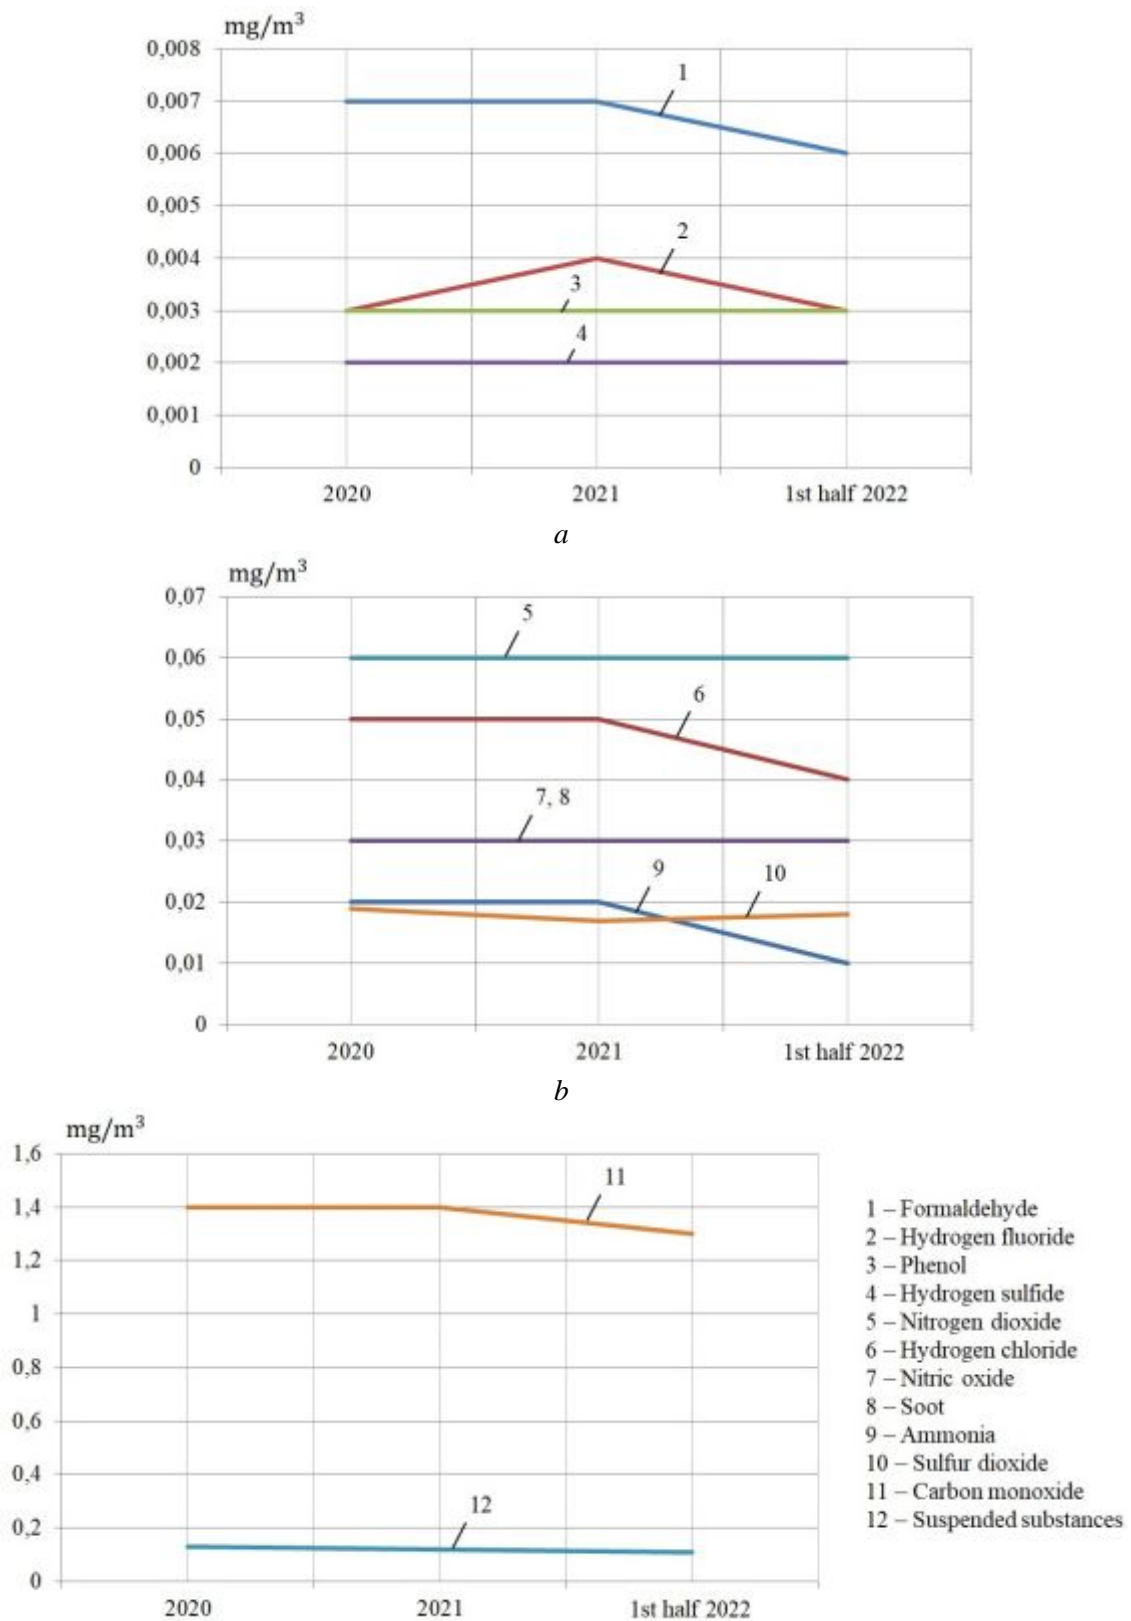 mg/m³
0,008
0,007
0,006
0,005
0,004
0,003
0,002
0,001
0
1
2
3
4
2020 2021 1st half 2022
a
mg/m³
0,07
0,06
0,05
0,04
0,03
0,02
0,01
0
5
6
7, 8
9
10
2020 2021 1st half 2022
b
mg/m³
1,6
1,4
1,2
1
0,8
0,6
0,4
0,2
0
11
12
2020 2021 1st half 2022
1 – Formaldehyde
2 – Hydrogen fluoride
3 – Phenol
4 – Hydrogen sulfide
5 – Nitrogen dioxide
6 – Hydrogen chloride
7 – Nitric oxide
8 – Soot
9 – Ammonia
10 – Sulfur dioxide
11 – Carbon monoxide
12 – Suspended substances